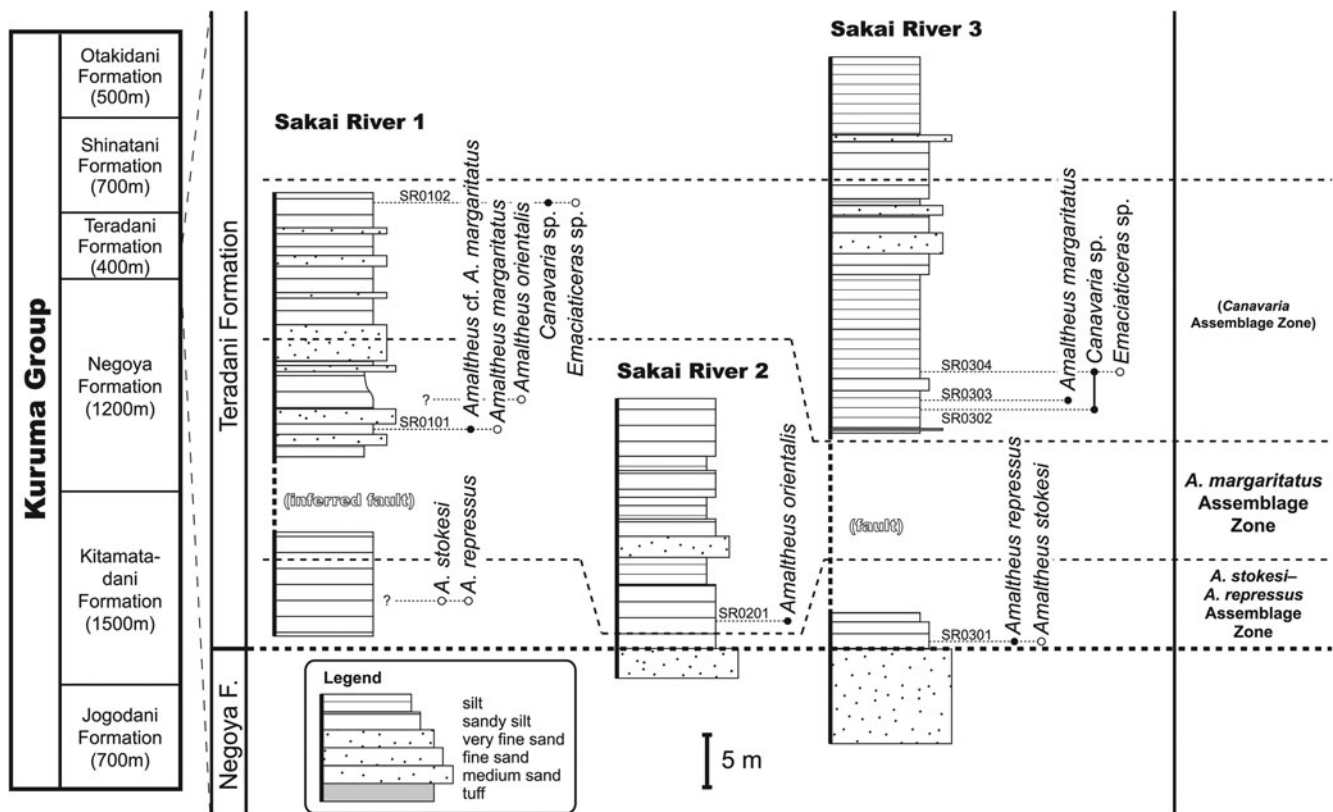 Kuruma Group
Otakidani
Formation
(500m)
Shinatani
Formation
(700m)
Teradani
Formation
(400m)
Negoya
Formation
(1200m)
Kitamata-
dani
Formation
(1500m)
Jogodani
Formation
(700m)
Teradani Formation
Negoya F.
Sakai River 1
SR0102
Amaltheus cf. A. margaritatus
Amaltheus margaritatus
Amaltheus orientalis
Canavaria sp.
Emaciaticeras sp.
?
SR0101
(inferred fault)
A. stokesi
A. repressus
?
Sakai River 2
SR0201
Amaltheus orientalis
Sakai River 3
SR0304
SR0303
SR0302
Amaltheus margaritatus
Canavaria sp.
Emaciaticeras sp.
(fault)
SR0301
Amaltheus repressus
Amaltheus stokesi
(Canavaria
Assemblage Zone)
A. margaritatus
Assemblage
Zone
A. stokesi–
A. repressus
Assemblage
Zone
Legend
silt
sandy silt
very fine sand
fine sand
medium sand
tuff
5 m